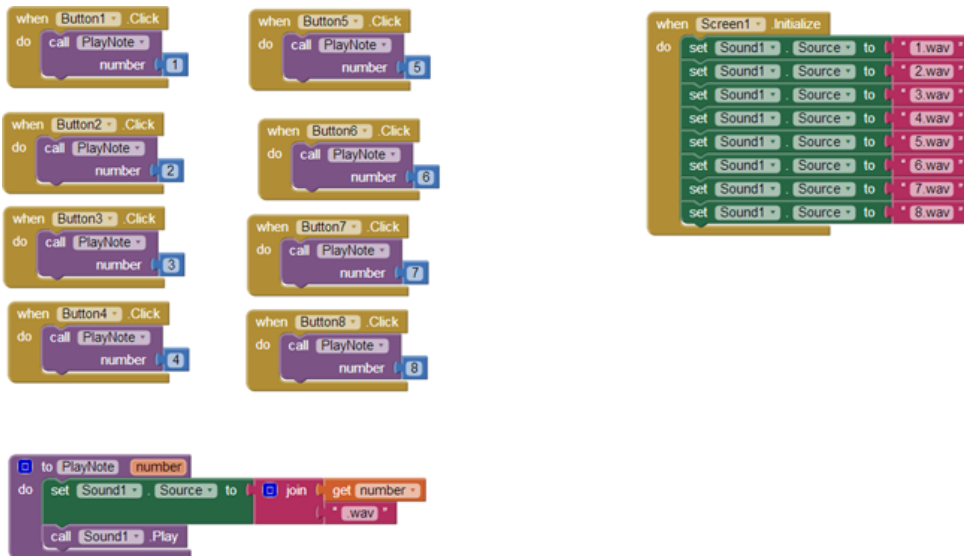 when Button1 .Click
do call PlayNote
number 1
when Button2 .Click
do call PlayNote
number 2
when Button3 .Click
do call PlayNote
number 3
when Button4 .Click
do call PlayNote
number 4
when Button5 .Click
do call PlayNote
number 5
when Button6 .Click
do call PlayNote
number 6
when Button7 .Click
do call PlayNote
number 7
when Button8 .Click
do call PlayNote
number 8
when Screen1 .Initialize
do set Sound1 . Source to " 1.wav "
set Sound1 . Source to " 2.wav "
set Sound1 . Source to " 3.wav "
set Sound1 . Source to " 4.wav "
set Sound1 . Source to " 5.wav "
set Sound1 . Source to " 6.wav "
set Sound1 . Source to " 7.wav "
set Sound1 . Source to " 8.wav "
to PlayNote number
do set Sound1 . Source to join get number
" .wav "
call Sound1 .Play